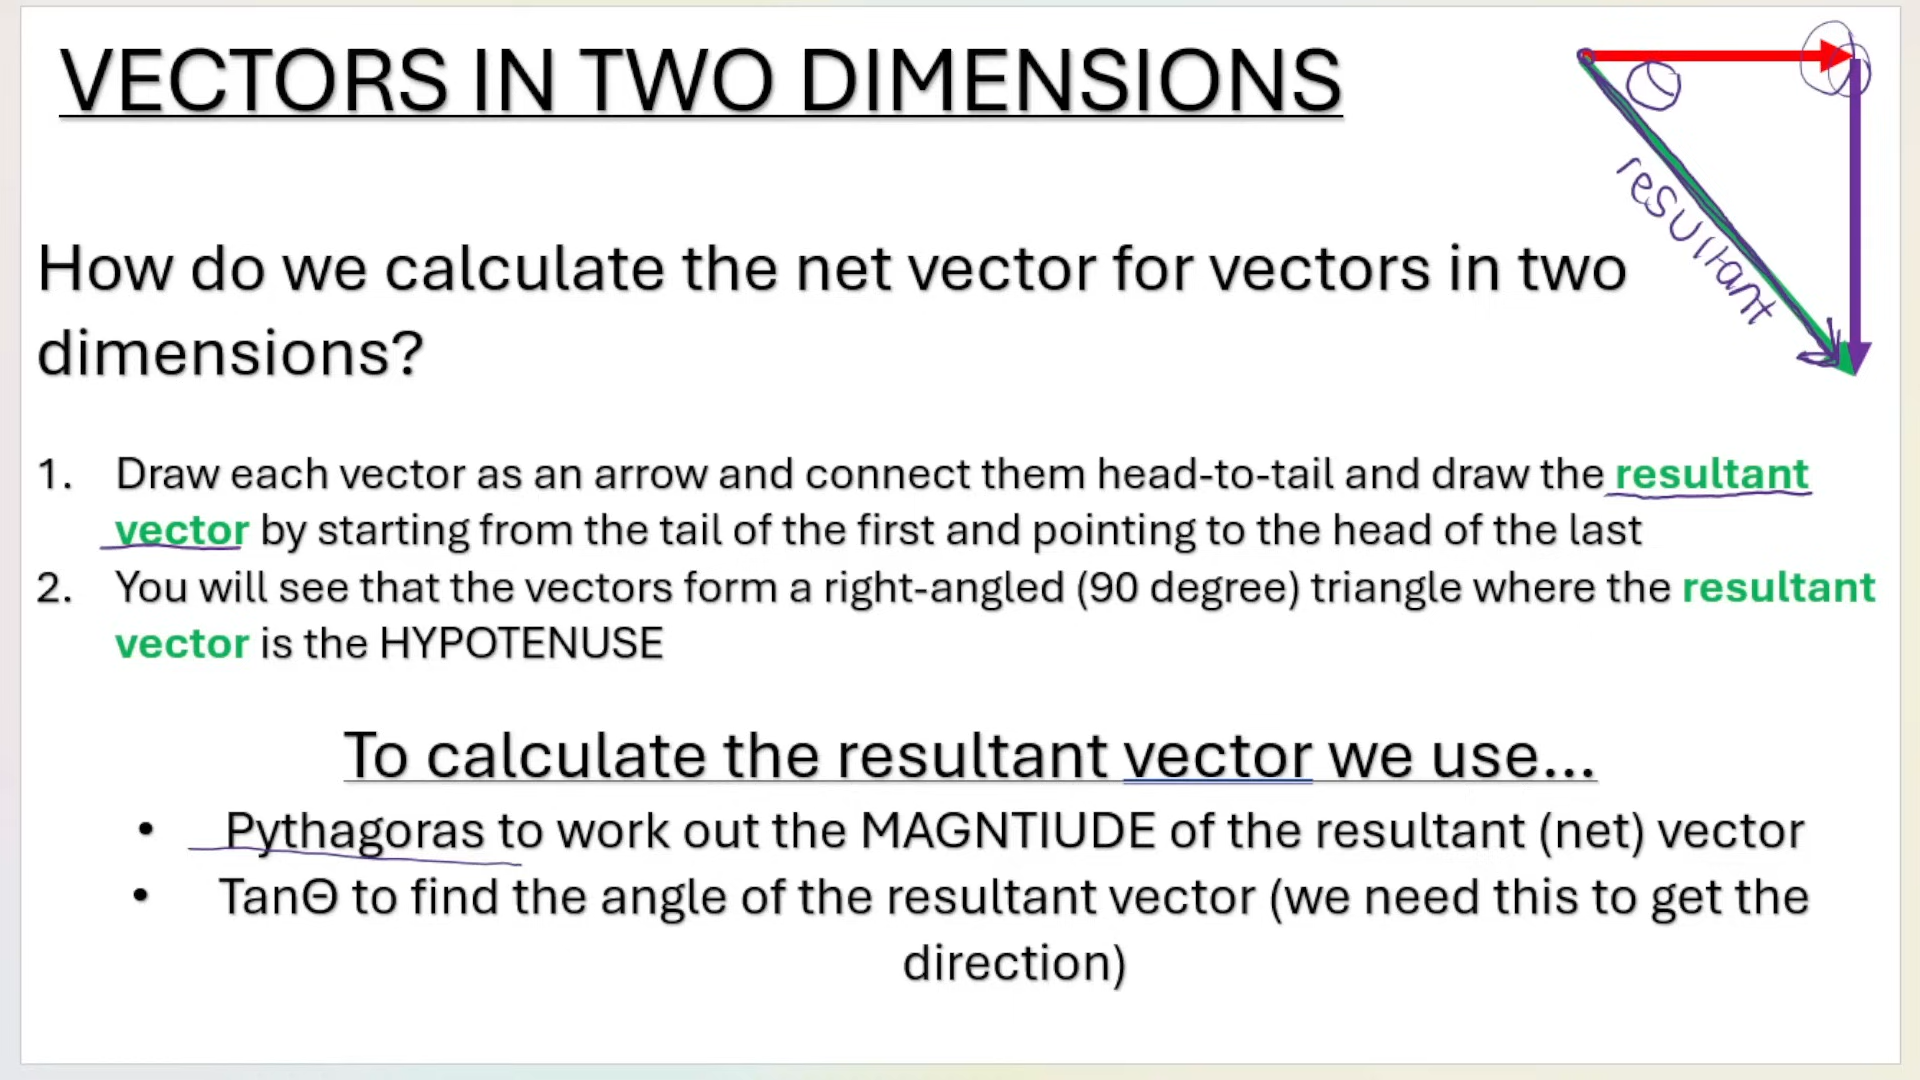 VECTORS IN TWO DIMENSIONS
resultant
How do we calculate the net vector for vectors in two
dimensions?
1. Draw each vector as an arrow and connect them head-to-tail and draw the resultant
vector by starting from the tail of the first and pointing to the head of the last
2. You will see that the vectors form a right-angled (90 degree) triangle where the resultant
vector is the HYPOTENUSE
To calculate the resultant vector we use...
• Pythagoras to work out the MAGNTIUDE of the resultant (net) vector
• TanΘ to find the angle of the resultant vector (we need this to get the
direction)